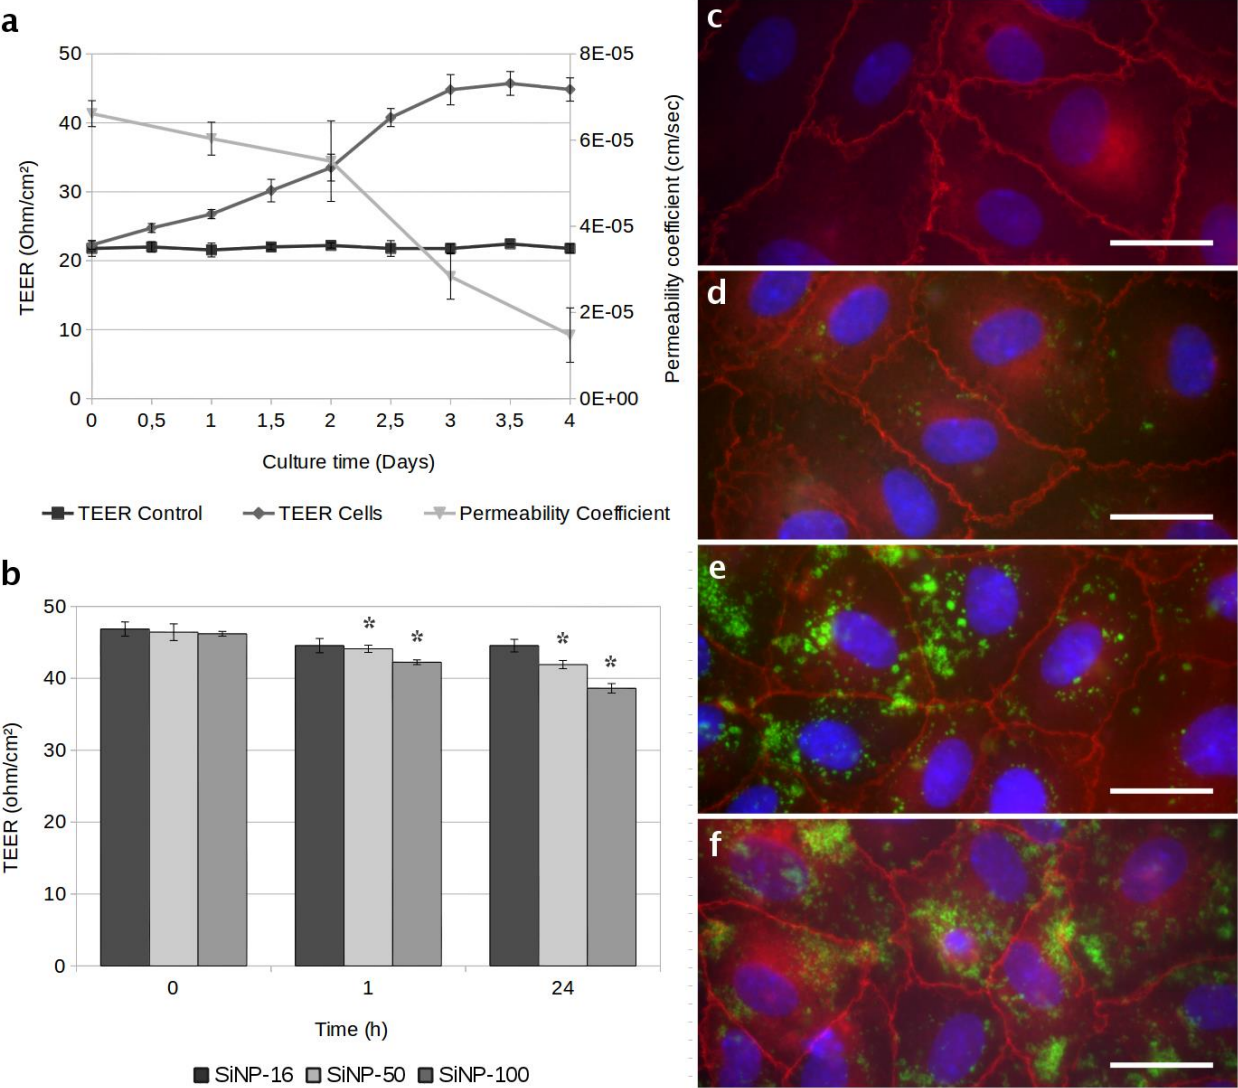 a
50
40
30
20
10
0
TEER (Ohm/cm²)
8E-05
6E-05
4E-05
2E-05
0E+00
Permeability coefficient (cm/sec)
0 0,5 1 1,5 2 2,5 3 3,5 4
Culture time (Days)
TEER Control TEER Cells Permeability Coefficient
b
50
40
30
20
10
0
TEER (ohm/cm²)
* *
* *
0 1 24
Time (h)
SiNP-16 SiNP-50 SiNP-100
c
d
e
f